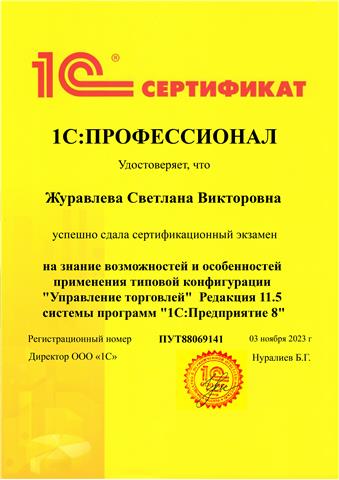 1С® СЕРТИФИКАТ
1С:ПРОФЕССИОНАЛ
Удостоверяет, что
Журавлева Светлана Викторовна
успешно сдала сертификационный экзамен
на знание возможностей и особенностей
применения типовой конфигурации
"Управление торговлей" Редакция 11.5
системы программ "1С:Предприятие 8"
Регистрационный номер ПУТ88069141 03 ноября 2023 г
Директор ООО «1С» Нуралиев Б.Г.
1С